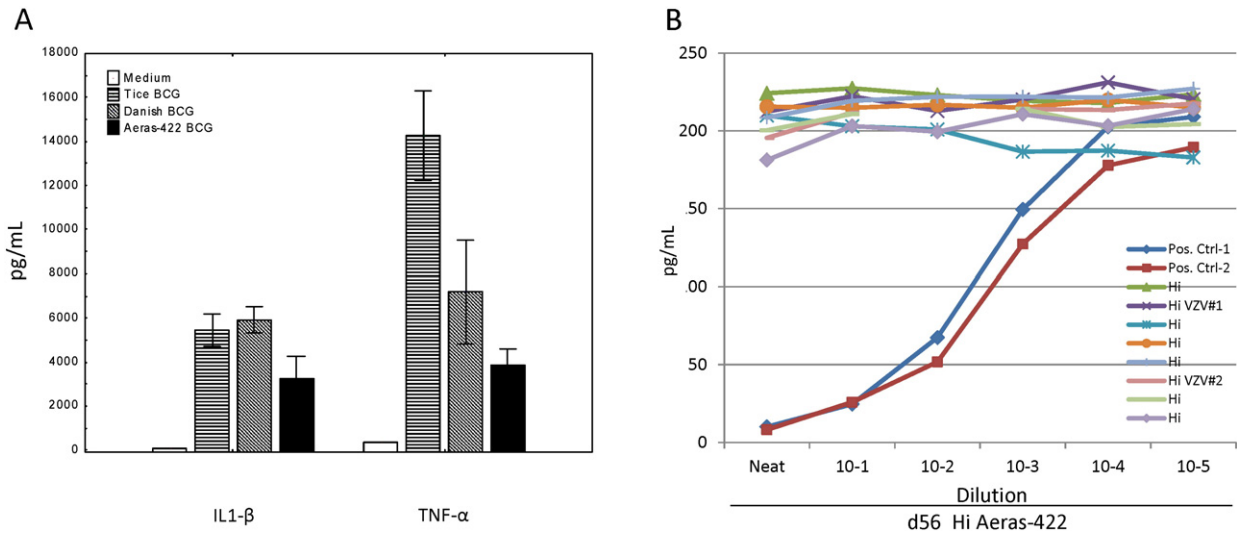 A
18000
16000
14000
12000
10000
8000
6000
4000
2000
0
pg/mL
Medium
Tice BCG
Danish BCG
Aeras-422 BCG
IL1-β
TNF-α
B
250
200
.50
.00
50
0
pg/mL
Pos. Ctrl-1
Pos. Ctrl-2
Hi
Hi VZV#1
Hi
Hi
Hi
Hi VZV#2
Hi
Hi
Neat 10-1 10-2 10-3 10-4 10-5
Dilution
d56 Hi Aeras-422